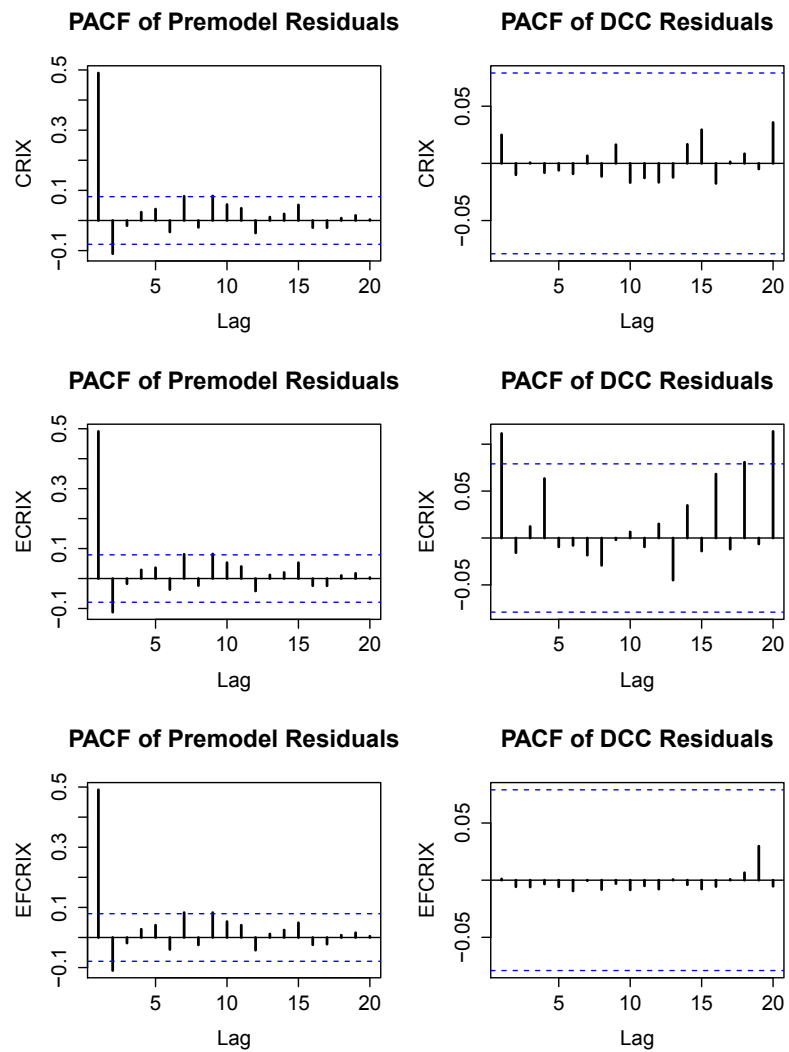 PACF of Premodel Residuals
CRIX
0.5
0.3
0.1
−0.1
5 10 15 20
Lag
PACF of DCC Residuals
CRIX
0.05
−0.05
5 10 15 20
Lag
PACF of Premodel Residuals
ECRIX
0.5
0.3
0.1
−0.1
5 10 15 20
Lag
PACF of DCC Residuals
ECRIX
0.05
−0.05
5 10 15 20
Lag
PACF of Premodel Residuals
EFCRIX
0.5
0.3
0.1
−0.1
5 10 15 20
Lag
PACF of DCC Residuals
EFCRIX
0.05
−0.05
5 10 15 20
Lag